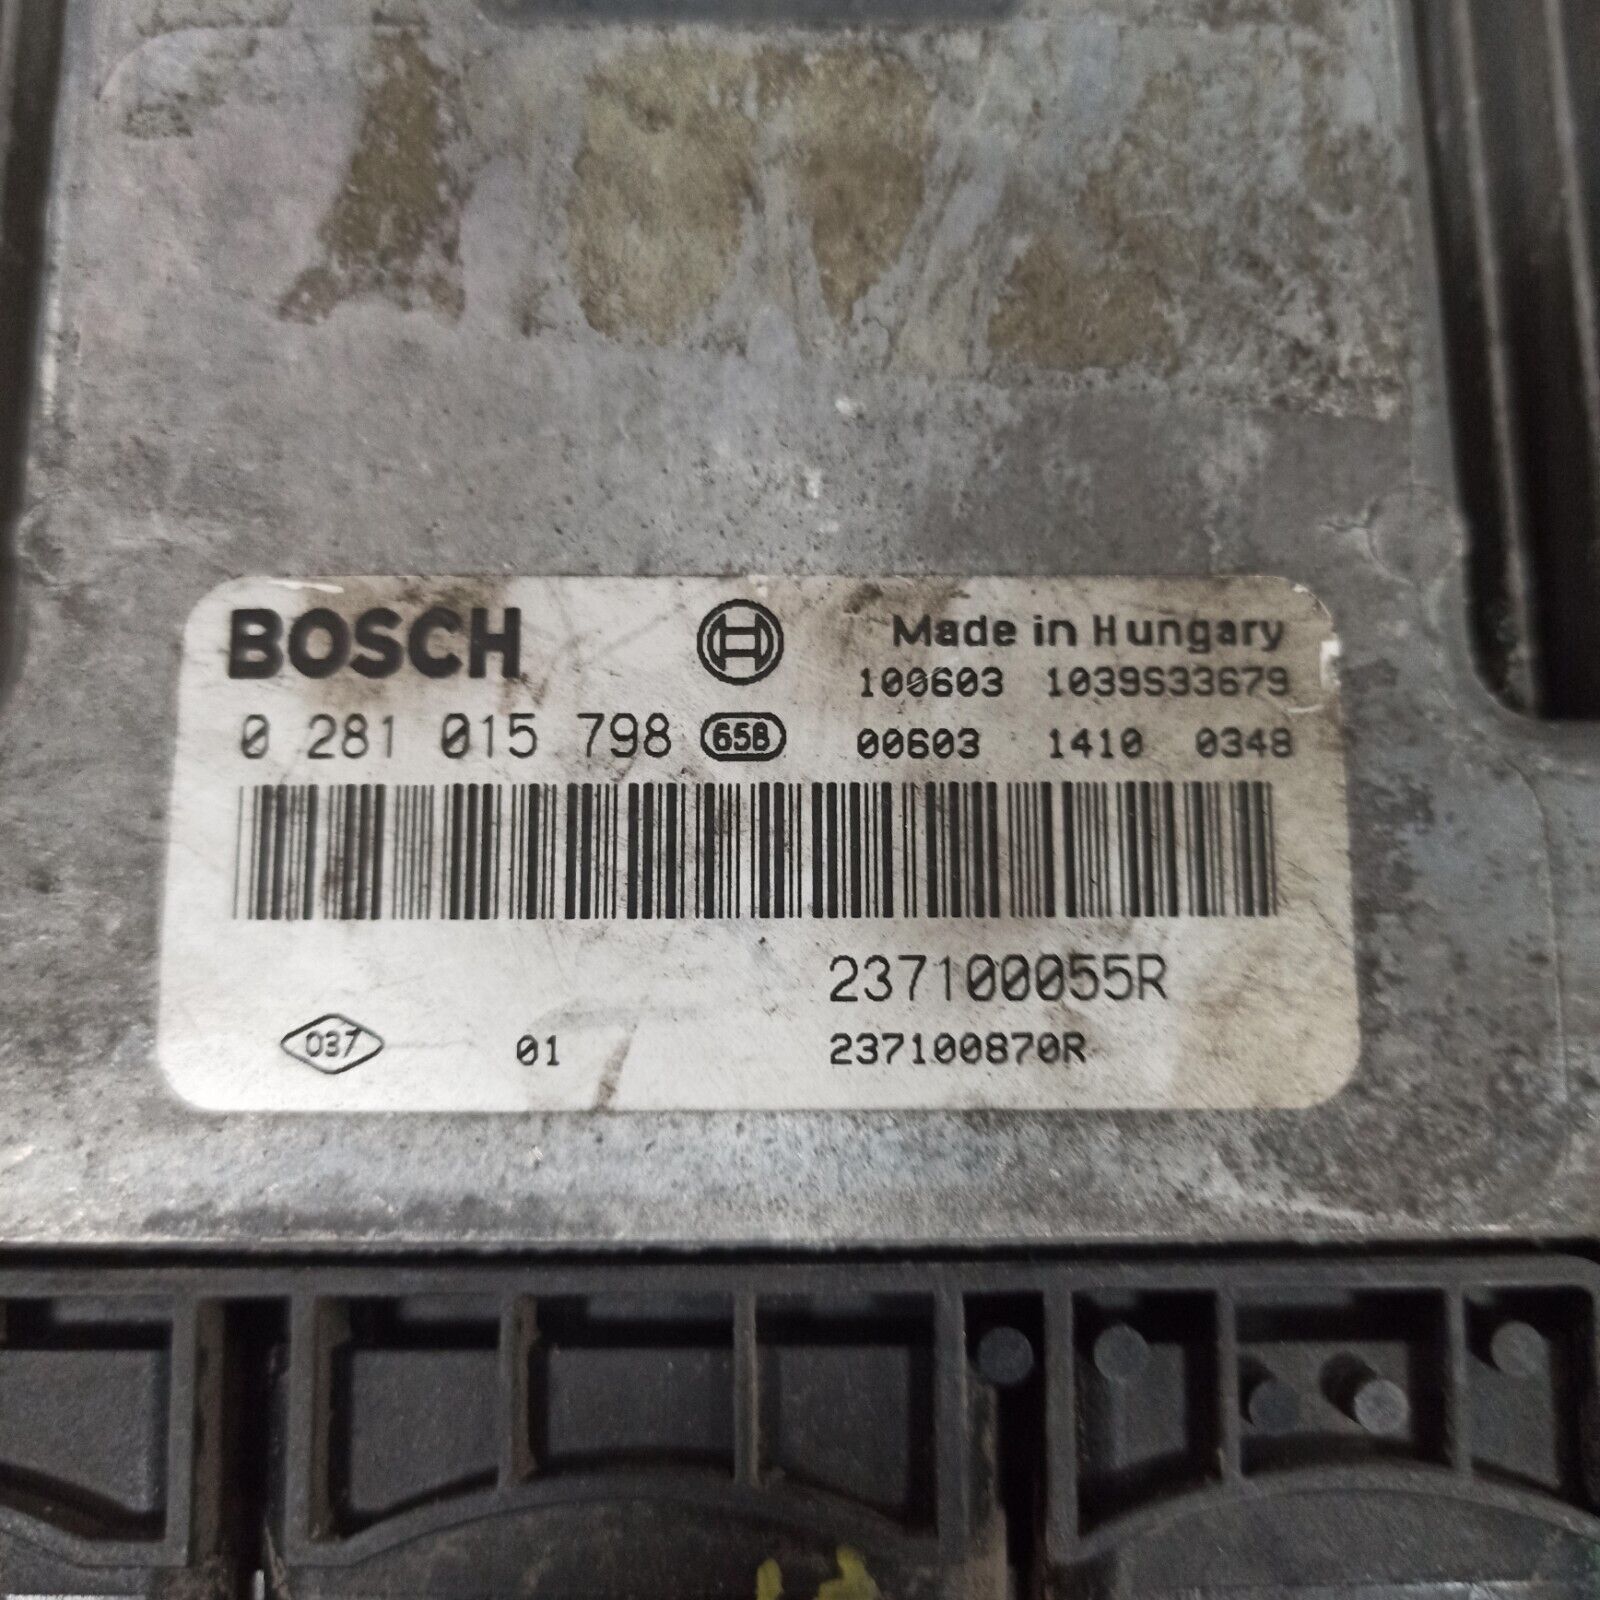 BOSCH Made in Hungary
100603 1039S33679
0 281 015 798 658 00603 1410 0348
237100055R
037 01 237100870R